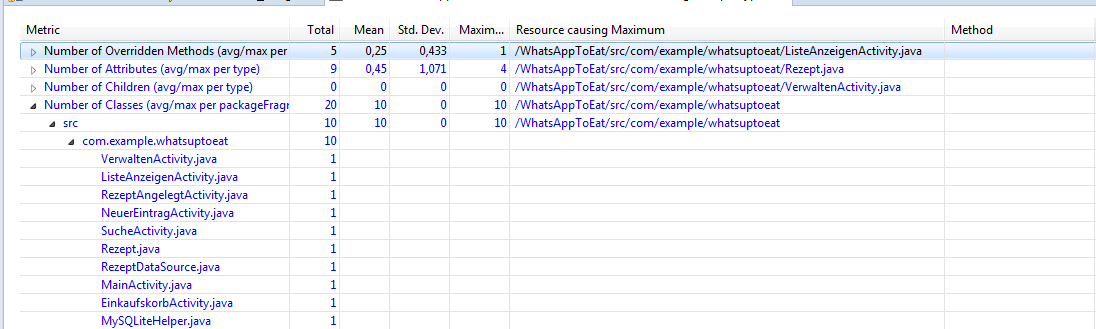 Metric Total Mean Std. Dev. Maxim... Resource causing Maximum Method
Number of Overridden Methods (avg/max per 5 0,25 0,433 1 /WhatsAppToEat/src/com/example/whatsuptoeat/ListeAnzeigenActivity.java
Number of Attributes (avg/max per type) 9 0,45 1,071 4 /WhatsAppToEat/src/com/example/whatsuptoeat/Rezept.java
Number of Children (avg/max per type) 0 0 0 0 /WhatsAppToEat/src/com/example/whatsuptoeat/VerwaltenActivity.java
Number of Classes (avg/max per packageFragr 20 10 0 10 /WhatsAppToEat/src/com/example/whatsuptoeat
src 10 10 0 10 /WhatsAppToEat/src/com/example/whatsuptoeat
com.example.whatsuptoeat 10
VerwaltenActivity.java 1
ListeAnzeigenActivity.java 1
RezeptAngelegtActivity.java 1
NeuerEintragActivity.java 1
SucheActivity.java 1
Rezept.java 1
RezeptDataSource.java 1
MainActivity.java 1
EinkaufskorbActivity.java 1
MySQLiteHelper.java 1